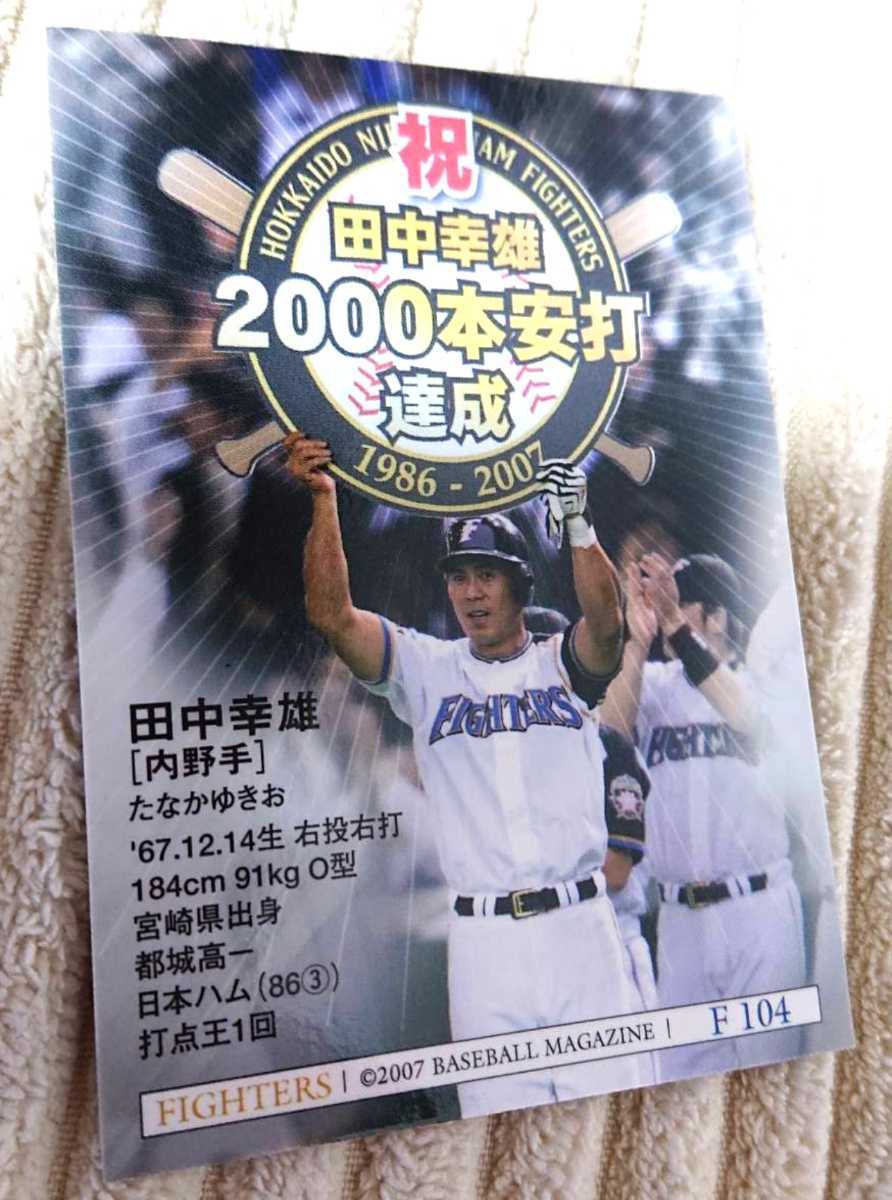 祝
HOKKAIDO NI HAM FIGHTERS
田中幸雄
2000本安打
達成
1986 - 2007
F
FIGHTERS
FIGHTERS
田中幸雄
[内野手]
たなかゆきお
'67.12.14生 右投右打
184cm 91kg O型
宮崎県出身
都城高一
日本ハム(86③)
打点王1回
FIGHTERS | ©2007 BASEBALL MAGAZINE | F 104